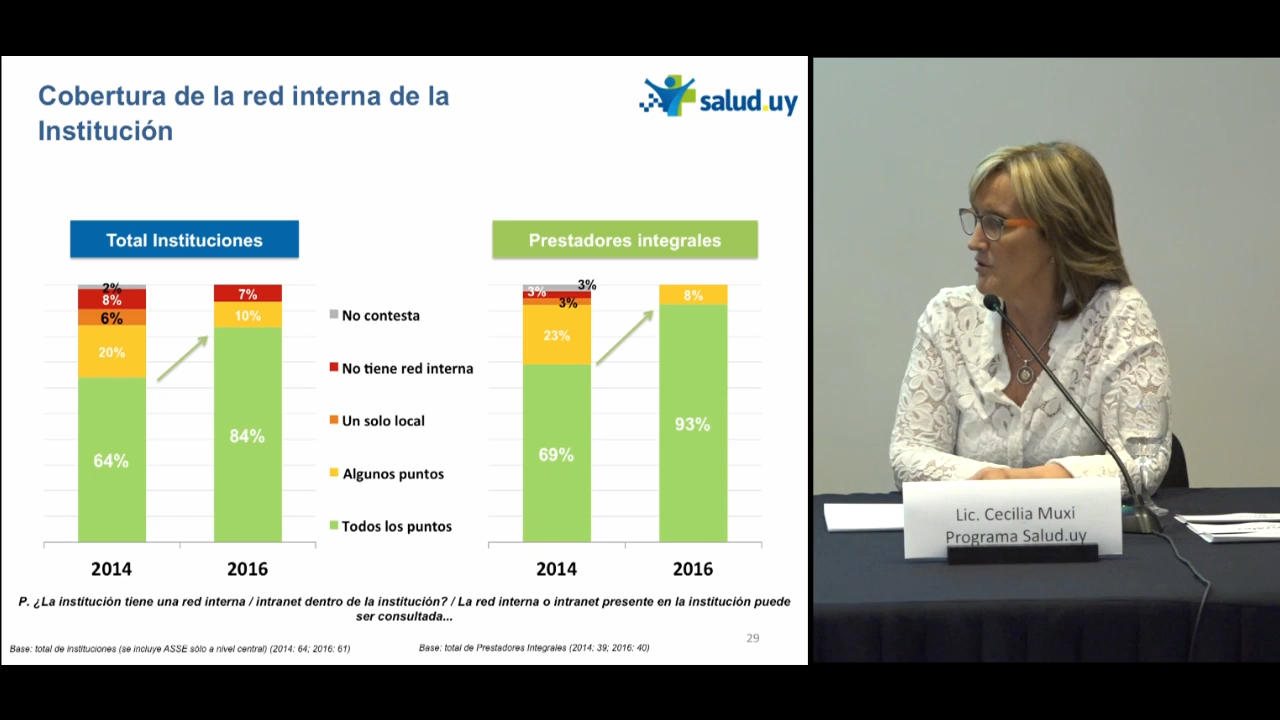 Cobertura de la red interna de la
Institución
salud.uy
Total Instituciones
2%
8%
6%
20%
64%
7%
10%
84%
2014
2016
No contesta
No tiene red interna
Un solo local
Algunos puntos
Todos los puntos
Prestadores integrales
3%
3%
3%
23%
69%
8%
93%
2014
2016
P. ¿La institución tiene una red interna / intranet dentro de la institución? / La red interna o intranet presente en la institución puede
ser consultada...
29
Base: total de instituciones (se incluye ASSE sólo a nivel central) (2014: 64; 2016: 61)
Base: total de Prestadores Integrales (2014: 39; 2016: 40)
Lic. Cecilia Muxi
Programa Salud.uy